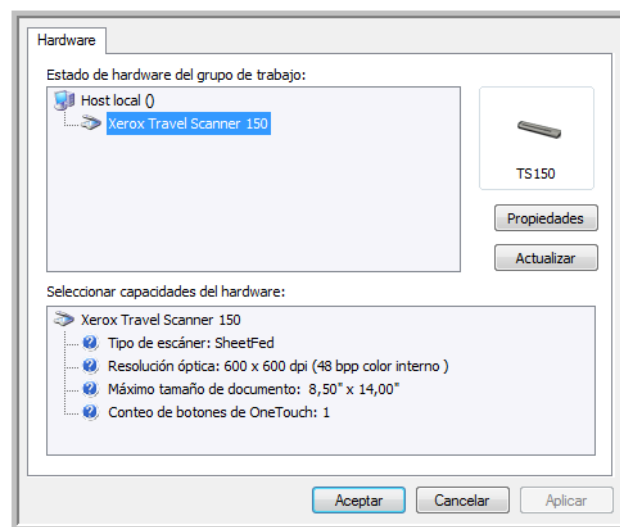 Hardware
Estado de hardware del grupo de trabajo:
Host local ()
Xerox Travel Scanner 150
TS150
Propiedades
Actualizar
Seleccionar capacidades del hardware:
Xerox Travel Scanner 150
Tipo de escáner: SheetFed
Resolución óptica: 600 x 600 dpi (48 bpp color interno )
Máximo tamaño de documento: 8,50" x 14,00"
Conteo de botones de OneTouch: 1
Aceptar Cancelar Aplicar